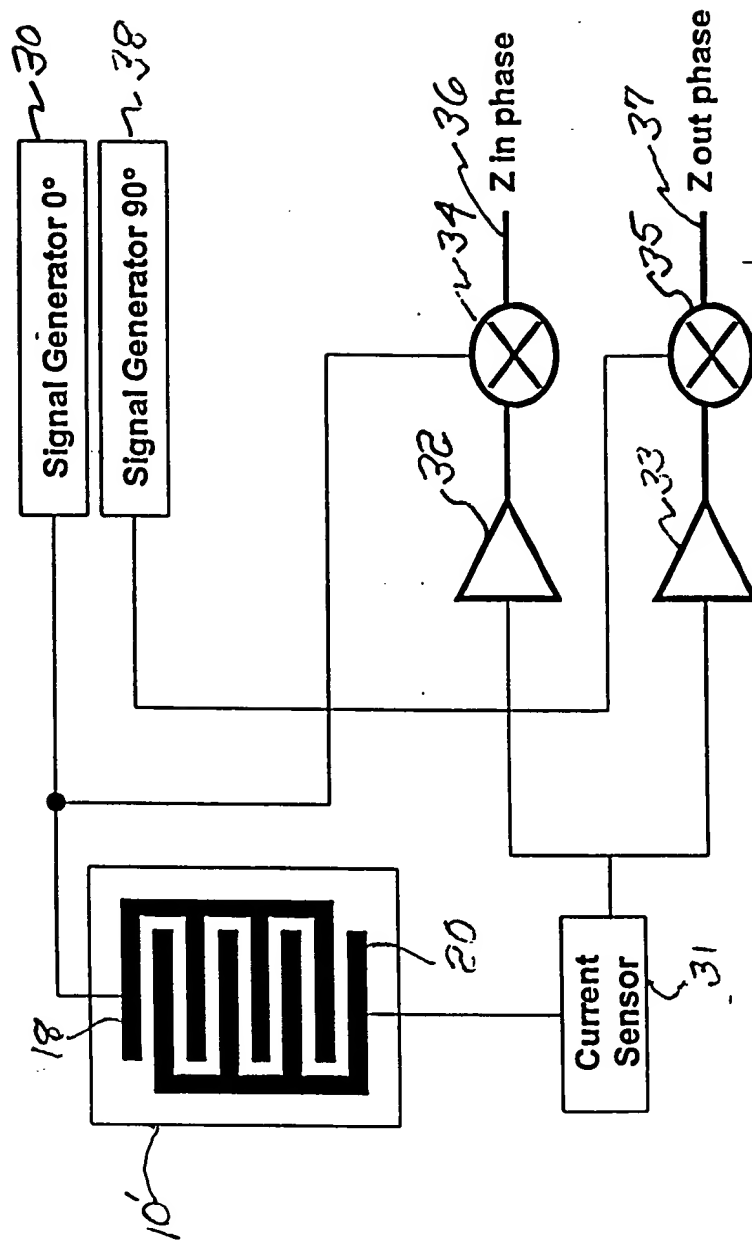 Signal Generator 0°
30
Signal Generator 90°
38
18
20
10'
34
36
Z in phase
32
35
37
Z out phase
33
Current
Sensor
31